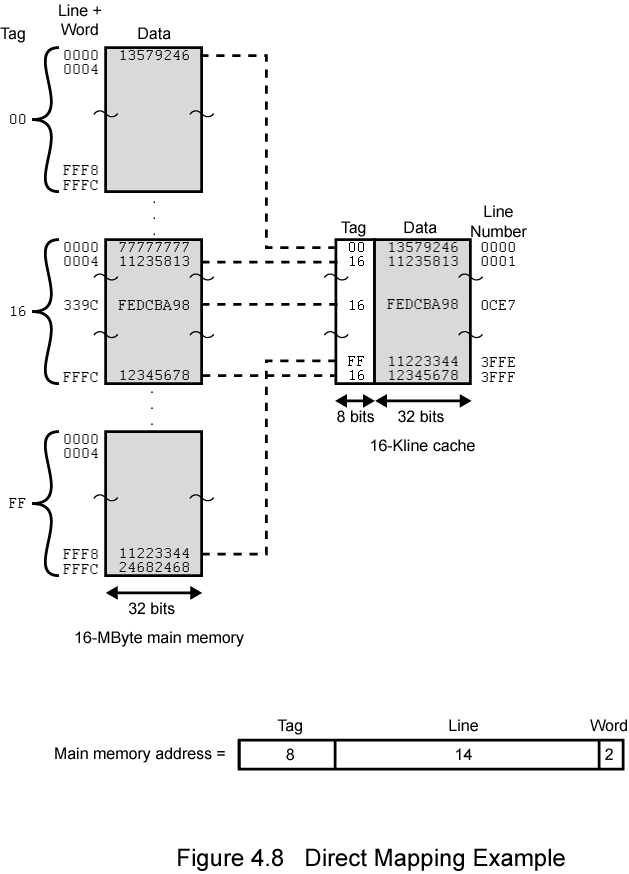 Tag
Line +
Word
Data
0000 13579246
0004
00
FFF8
FFFC
0000 77777777
0004 11235813
16
339C FEDCBA98
FFFC 12345678
0000
0004
FF
FFF8 11223344
FFFC 24682468
32 bits
16-MByte main memory
Tag
Data
Line
Number
00 13579246 0000
16 11235813 0001
16 FEDCBA98 0CE7
FF 11223344 3FFE
16 12345678 3FFF
8 bits
32 bits
16-Kline cache
Tag Line Word
Main memory address = 8 14 2
Figure 4.8 Direct Mapping Example